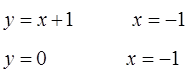 y = x + 1 x = −1
y = 0 x = −1